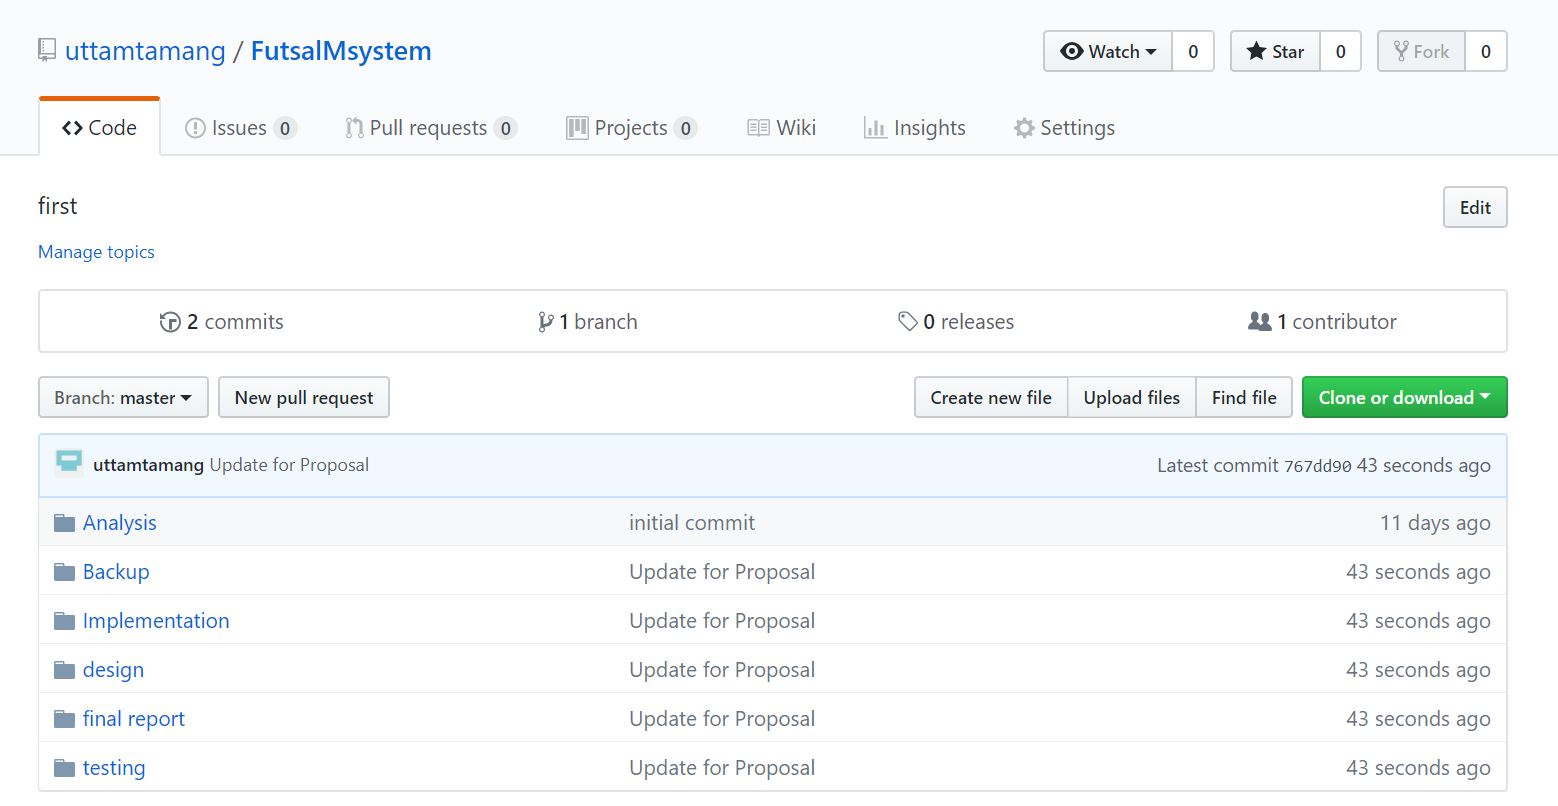 uttamtamang / FutsalMsystem
Watch 0 Star 0 Fork 0
Code Issues 0 Pull requests 0 Projects 0 Wiki Insights Settings
first Edit
Manage topics
2 commits 1 branch 0 releases 1 contributor
Branch: master New pull request Create new file Upload files Find file Clone or download
uttamtamang Update for Proposal Latest commit 767dd90 43 seconds ago
Analysis initial commit 11 days ago
Backup Update for Proposal 43 seconds ago
Implementation Update for Proposal 43 seconds ago
design Update for Proposal 43 seconds ago
final report Update for Proposal 43 seconds ago
testing Update for Proposal 43 seconds ago